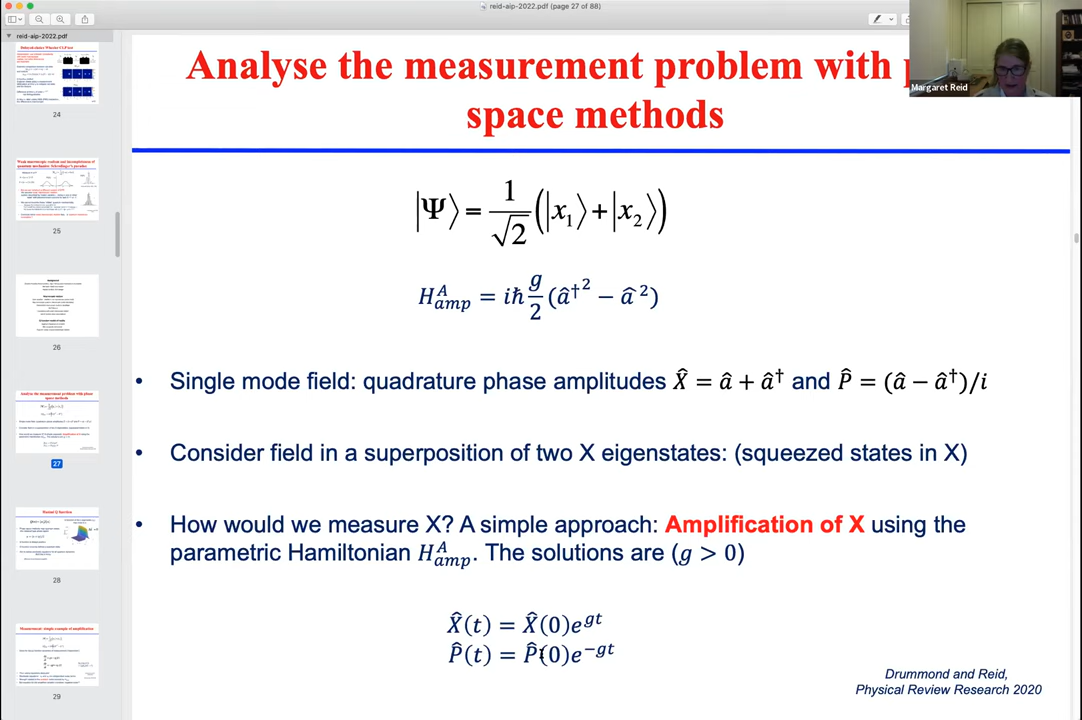 reid-aip-2022.pdf (page 27 of 88)
reid-aip-2022.pdf
24
25
26
27
28
29
Margaret Reid
Analyse the measurement problem with
space methods
|Ψ⟩ = 1/√2 (|x₁⟩ + |x₂⟩)
H^A_amp = iħ g/2 (â†² − â²)
• Single mode field: quadrature phase amplitudes X̂ = â + â† and P̂ = (â − â†)/i
• Consider field in a superposition of two X eigenstates: (squeezed states in X)
• How would we measure X? A simple approach: Amplification of X using the
parametric Hamiltonian H^A_amp. The solutions are (g > 0)
X̂(t) = X̂(0)e^gt
P̂(t) = P̂(0)e^−gt
Drummond and Reid,
Physical Review Research 2020